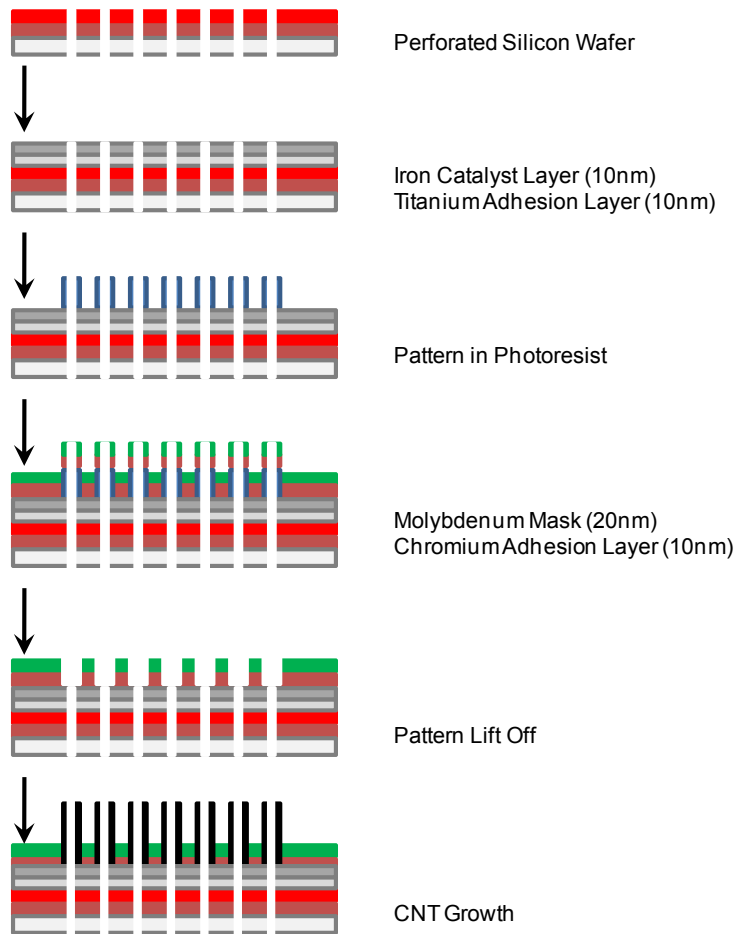 Perforated Silicon Wafer
Iron Catalyst Layer (10nm)
Titanium Adhesion Layer (10nm)
Pattern in Photoresist
Molybdenum Mask (20nm)
Chromium Adhesion Layer (10nm)
Pattern Lift Off
CNT Growth